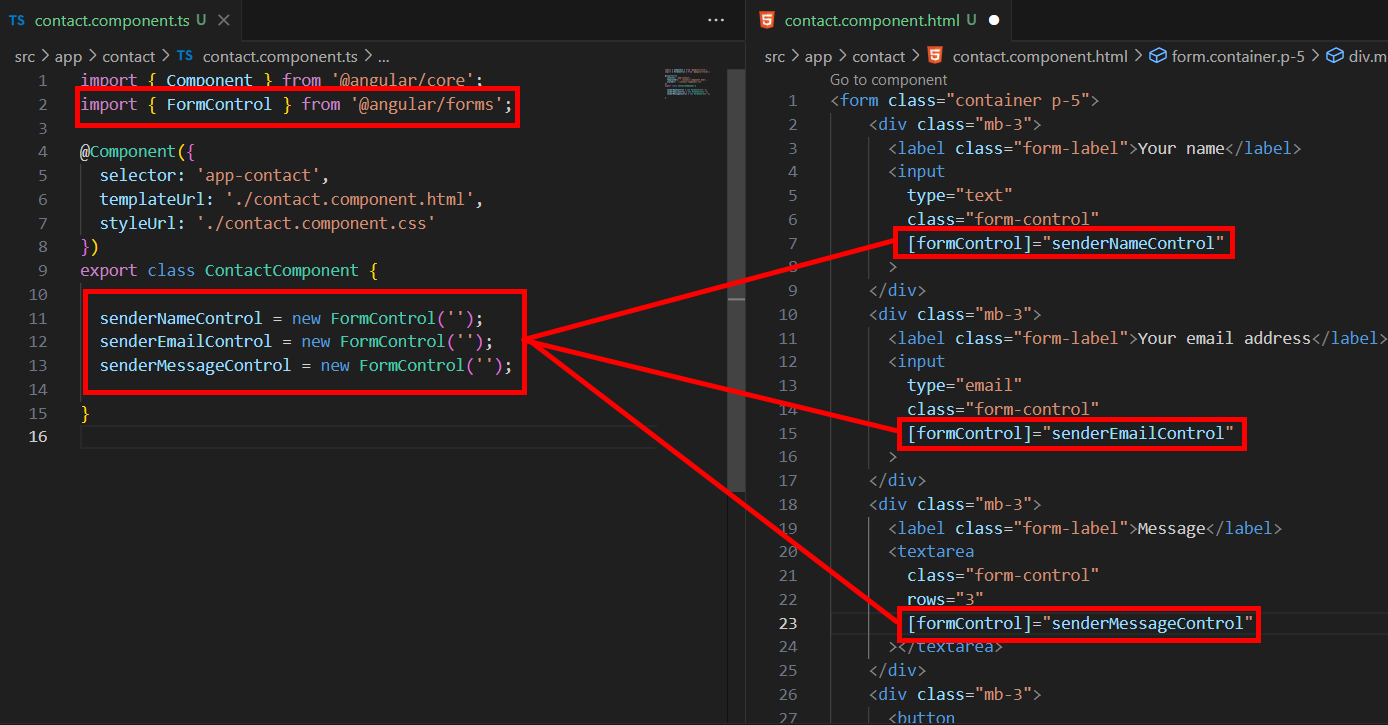 TS contact.component.ts U
src > app > contact > TS contact.component.ts > ...
1 import { Component } from '@angular/core';
2 import { FormControl } from '@angular/forms';
3
4 @Component({
5   selector: 'app-contact',
6   templateUrl: './contact.component.html',
7   styleUrl: './contact.component.css'
8 })
9 export class ContactComponent {
10
11   senderNameControl = new FormControl('');
12   senderEmailControl = new FormControl('');
13   senderMessageControl = new FormControl('');
14
15 }
16
contact.component.html U
src > app > contact > contact.component.html > form.container.p-5 > div.m
Go to component
1 <form class="container p-5">
2     <div class="mb-3">
3       <label class="form-label">Your name</label>
4       <input
5         type="text"
6         class="form-control"
7         [formControl]="senderNameControl"
8       >
9     </div>
10     <div class="mb-3">
11       <label class="form-label">Your email address</label>
12       <input
13         type="email"
14         class="form-control"
15         [formControl]="senderEmailControl"
16       >
17     </div>
18     <div class="mb-3">
19       <label class="form-label">Message</label>
20       <textarea
21         class="form-control"
22         rows="3"
23         [formControl]="senderMessageControl"
24       ></textarea>
25     </div>
26     <div class="mb-3">
27       <button